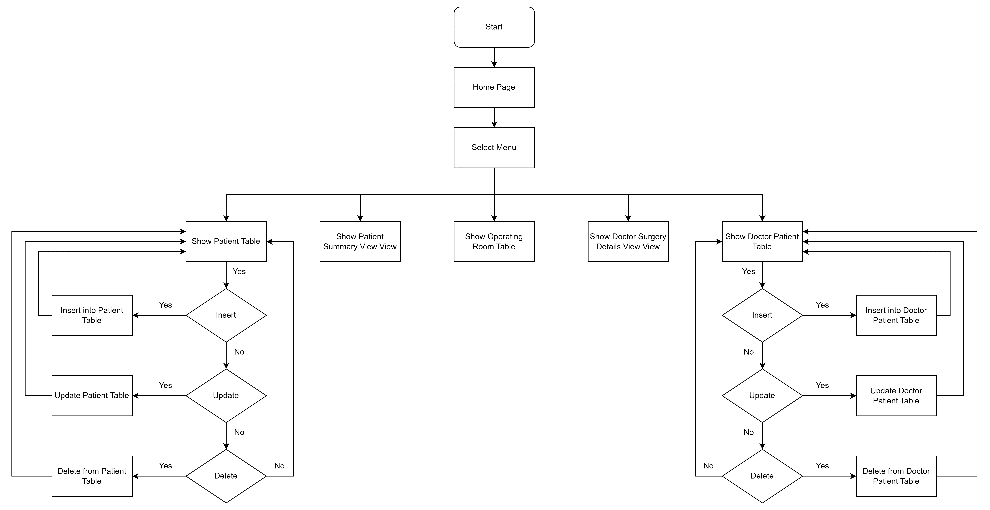 Start
Home Page
Select Menu
Show Patient Table
Show Patient
Summary View View
Show Operating
Room Table
Show Doctor Surgery
Details View View
Show Doctor Patient
Table
Yes
Yes
Insert into Patient
Table
Yes
Insert
Insert
Yes
Insert into Doctor
Patient Table
No
No
Update Patient Table
Yes
Update
Update
Yes
Update Doctor
Patient Table
No
No
Delete from Patient
Table
Yes
Delete
No
No
Delete
Yes
Delete from Doctor
Patient Table